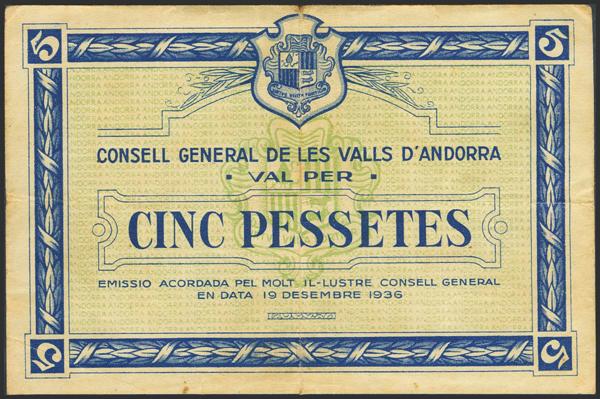 5 5
CONSELL GENERAL DE LES VALLS D'ANDORRA
▪ VAL PER ▪
CINC PESSETES
EMISSIO ACORDADA PEL MOLT IL-LUSTRE CONSELL GENERAL
EN DATA 19 DESEMBRE 1936
5 5